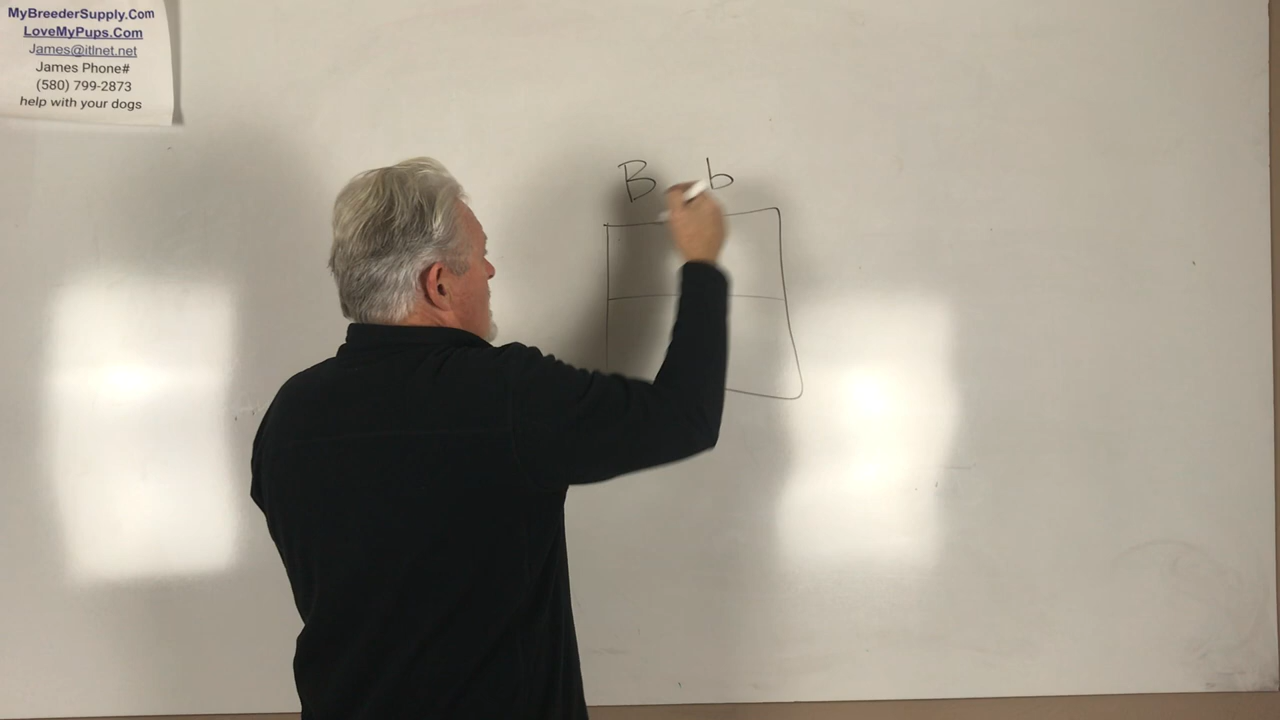 MyBreederSupply.Com
LoveMyPups.Com
James@itlnet.net
James Phone#
(580) 799-2873
help with your dogs
B b